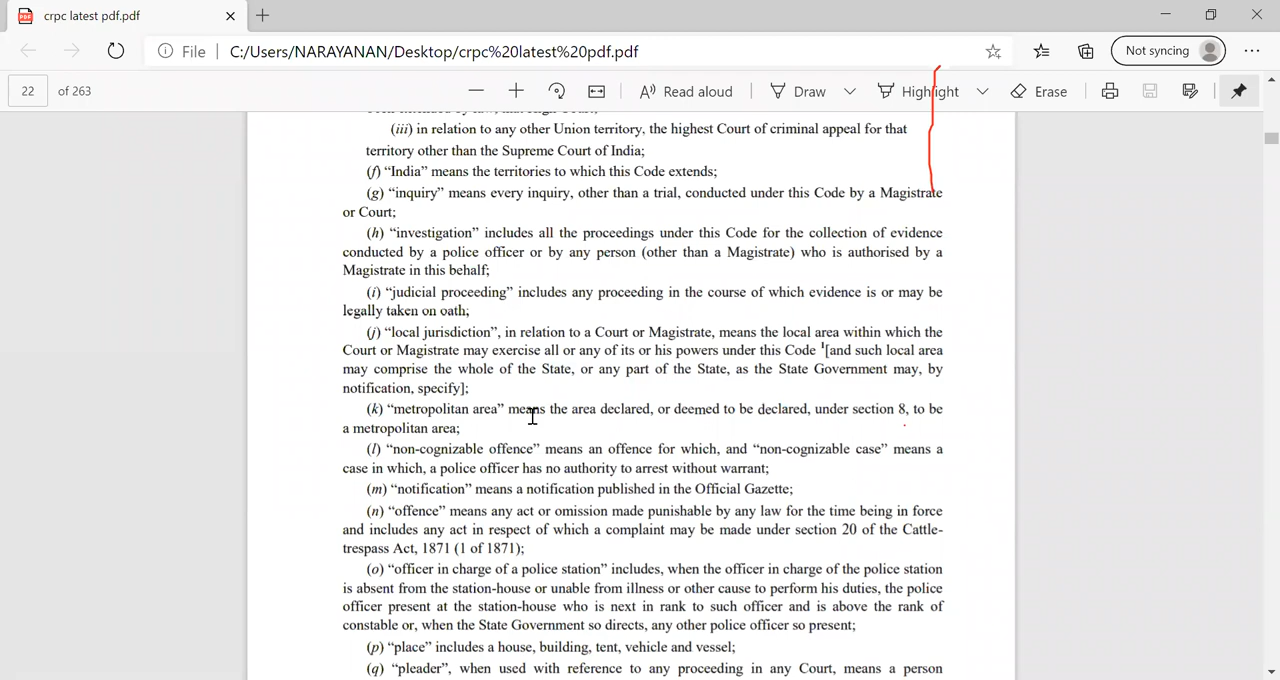 crpc latest pdf.pdf
File C:/Users/NARAYANAN/Desktop/crpc%20latest%20pdf.pdf Not syncing
22 of 263 Read aloud Draw Highlight Erase
(iii) in relation to any other Union territory, the highest Court of criminal appeal for that
territory other than the Supreme Court of India;
(f) “India” means the territories to which this Code extends;
(g) “inquiry” means every inquiry, other than a trial, conducted under this Code by a Magistrate
or Court;
(h) “investigation” includes all the proceedings under this Code for the collection of evidence
conducted by a police officer or by any person (other than a Magistrate) who is authorised by a
Magistrate in this behalf;
(i) “judicial proceeding” includes any proceeding in the course of which evidence is or may be
legally taken on oath;
(j) “local jurisdiction”, in relation to a Court or Magistrate, means the local area within which the
Court or Magistrate may exercise all or any of its or his powers under this Code 1[and such local area
may comprise the whole of the State, or any part of the State, as the State Government may, by
notification, specify];
(k) “metropolitan area” means the area declared, or deemed to be declared, under section 8, to be
a metropolitan area;
(l) “non-cognizable offence” means an offence for which, and “non-cognizable case” means a
case in which, a police officer has no authority to arrest without warrant;
(m) “notification” means a notification published in the Official Gazette;
(n) “offence” means any act or omission made punishable by any law for the time being in force
and includes any act in respect of which a complaint may be made under section 20 of the Cattle-
trespass Act, 1871 (1 of 1871);
(o) “officer in charge of a police station” includes, when the officer in charge of the police station
is absent from the station-house or unable from illness or other cause to perform his duties, the police
officer present at the station-house who is next in rank to such officer and is above the rank of
constable or, when the State Government so directs, any other police officer so present;
(p) “place” includes a house, building, tent, vehicle and vessel;
(q) “pleader”, when used with reference to any proceeding in any Court, means a person